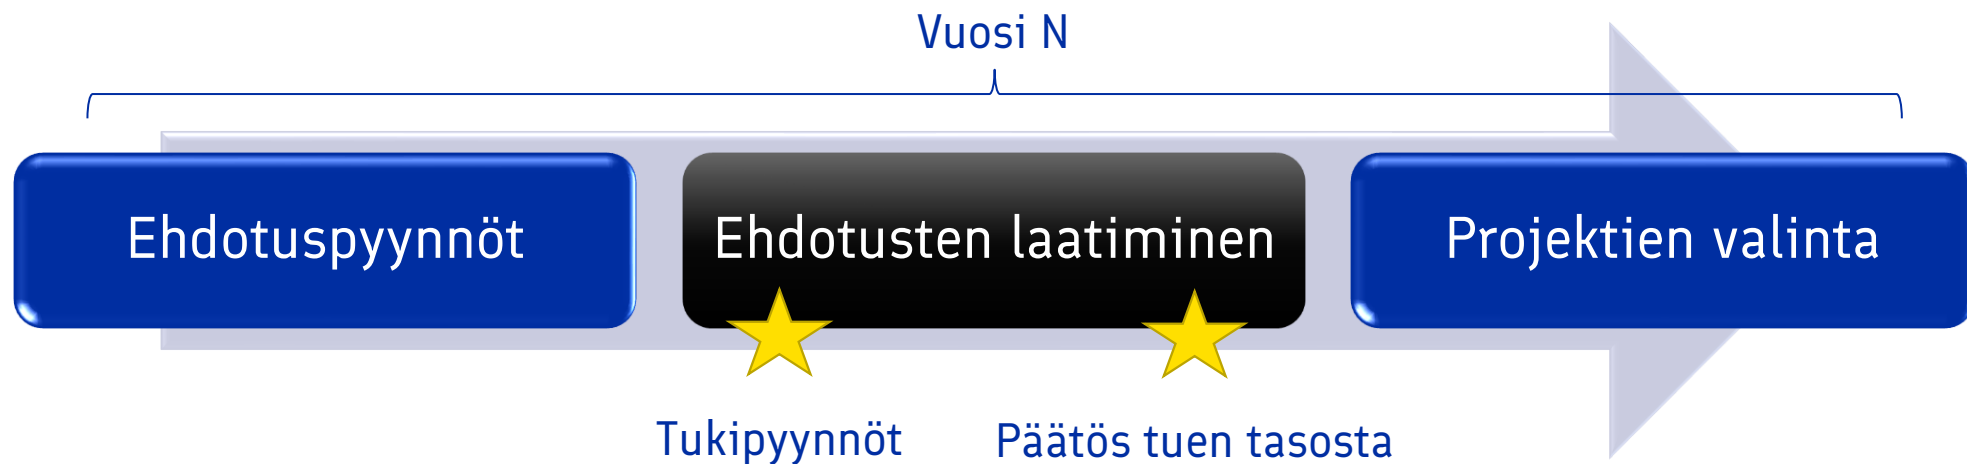 Vuosi N
Ehdotuspyynnöt
Ehdotusten laatiminen
Projektien valinta
Tukipyynnöt
Päätös tuen tasosta